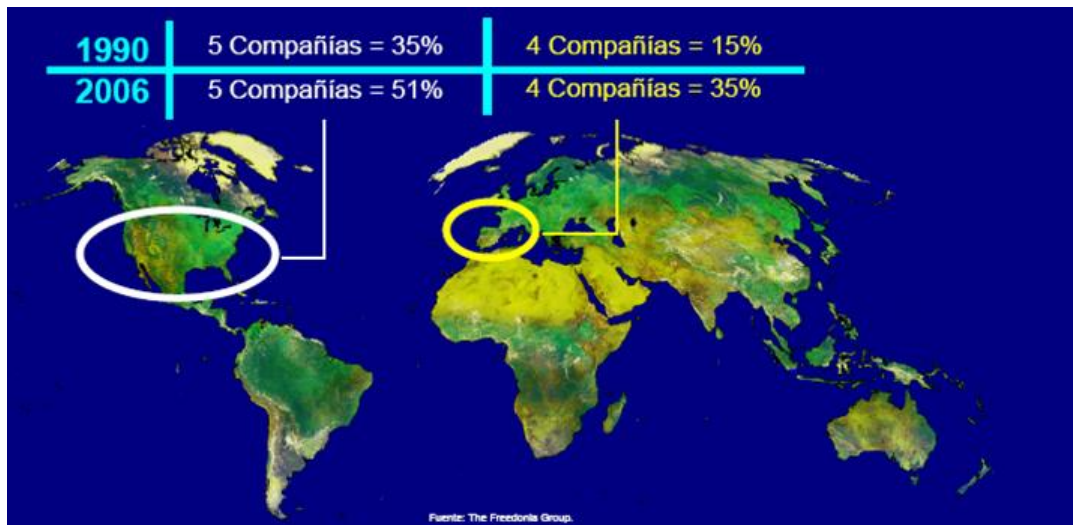 1990 5 Compañías = 35% 4 Compañías = 15%
2006 5 Compañías = 51% 4 Compañías = 35%
Fuente: The Freedonia Group.